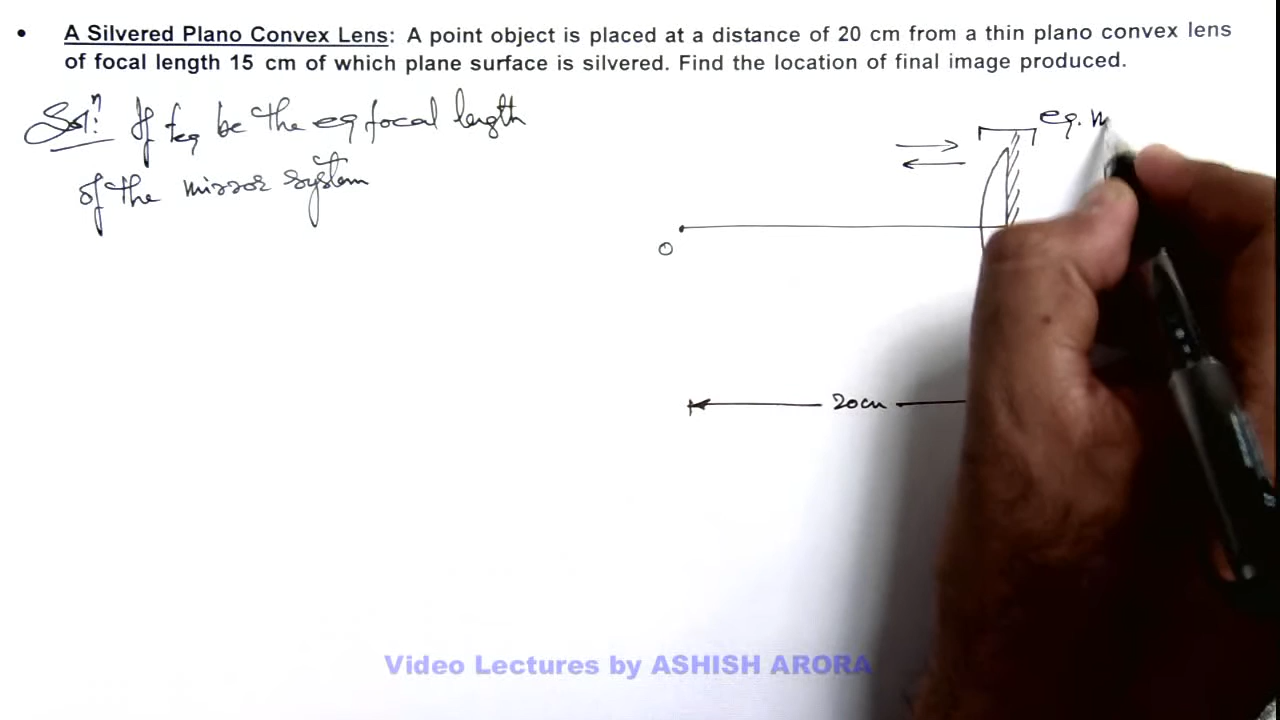 • A Silvered Plano Convex Lens: A point object is placed at a distance of 20 cm from a thin plano convex lens
of focal length 15 cm of which plane surface is silvered. Find the location of final image produced.
Solⁿ: If feq be the eq focal length
of the mirror system
eq. m
O
20cm
Video Lectures by ASHISH ARORA